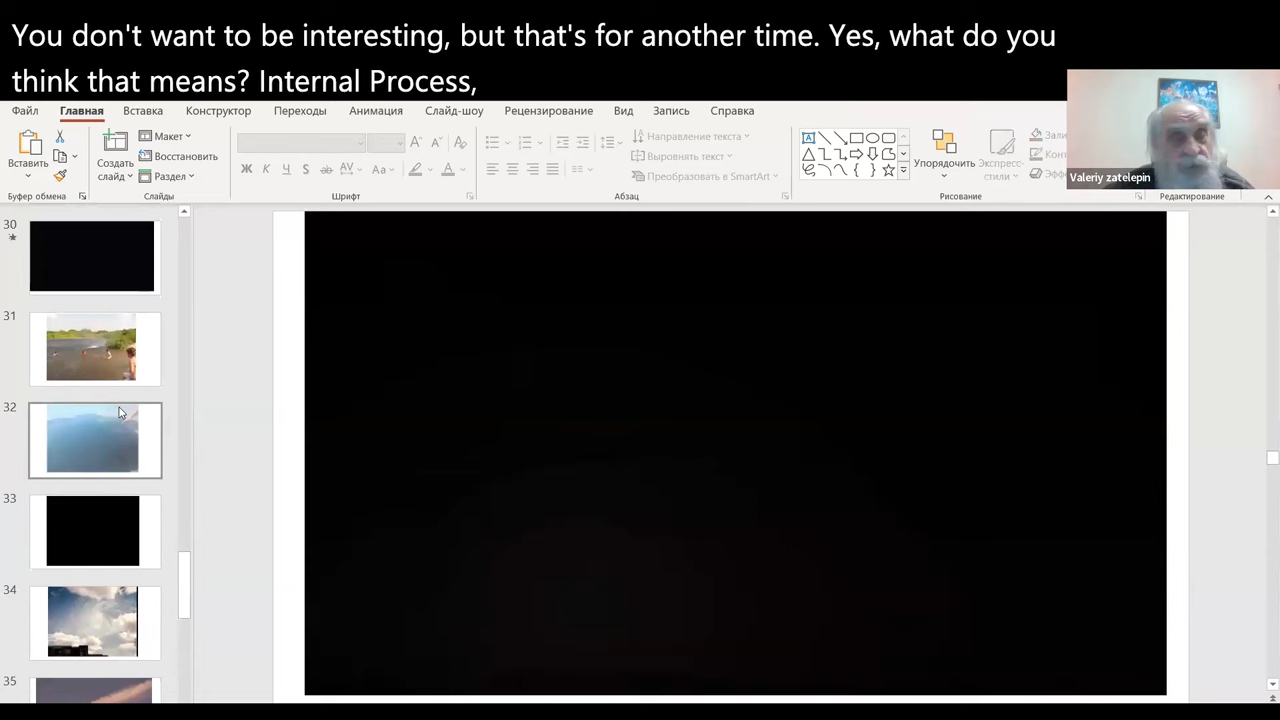 You don't want to be interesting, but that's for another time. Yes, what do you
think that means? Internal Process,
Файл Главная Вставка Конструктор Переходы Анимация Слайд-шоу Рецензирование Вид Запись Справка
Вставить
Создать
слайд
Макет
Восстановить
Раздел
Ж К Ч S ab AV Aa А
Направление текста
Выровнять текст
Преобразовать в SmartArt
Упорядочить
Экспресс-
стили
Буфер обмена Слайды Шрифт Абзац Рисование Редактирование
Valeriy zatelepin
30
31
32
33
34
35